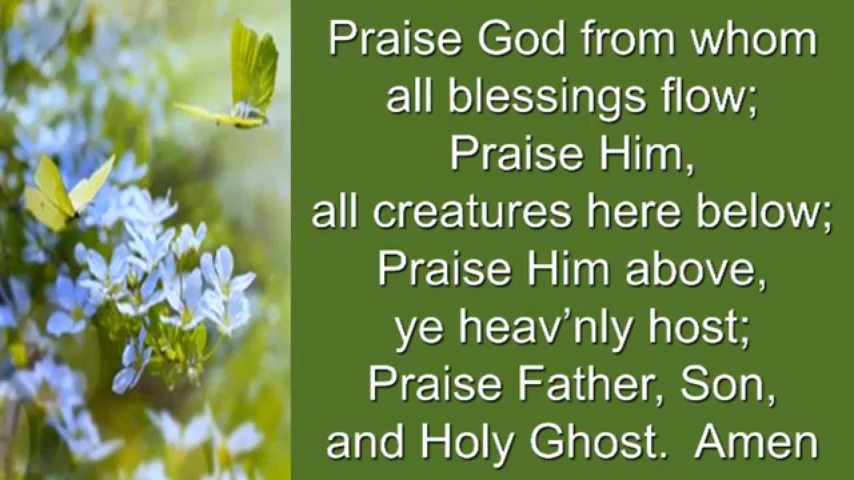 Praise God from whom
all blessings flow;
Praise Him,
all creatures here below;
Praise Him above,
ye heav’nly host;
Praise Father, Son,
and Holy Ghost.  Amen